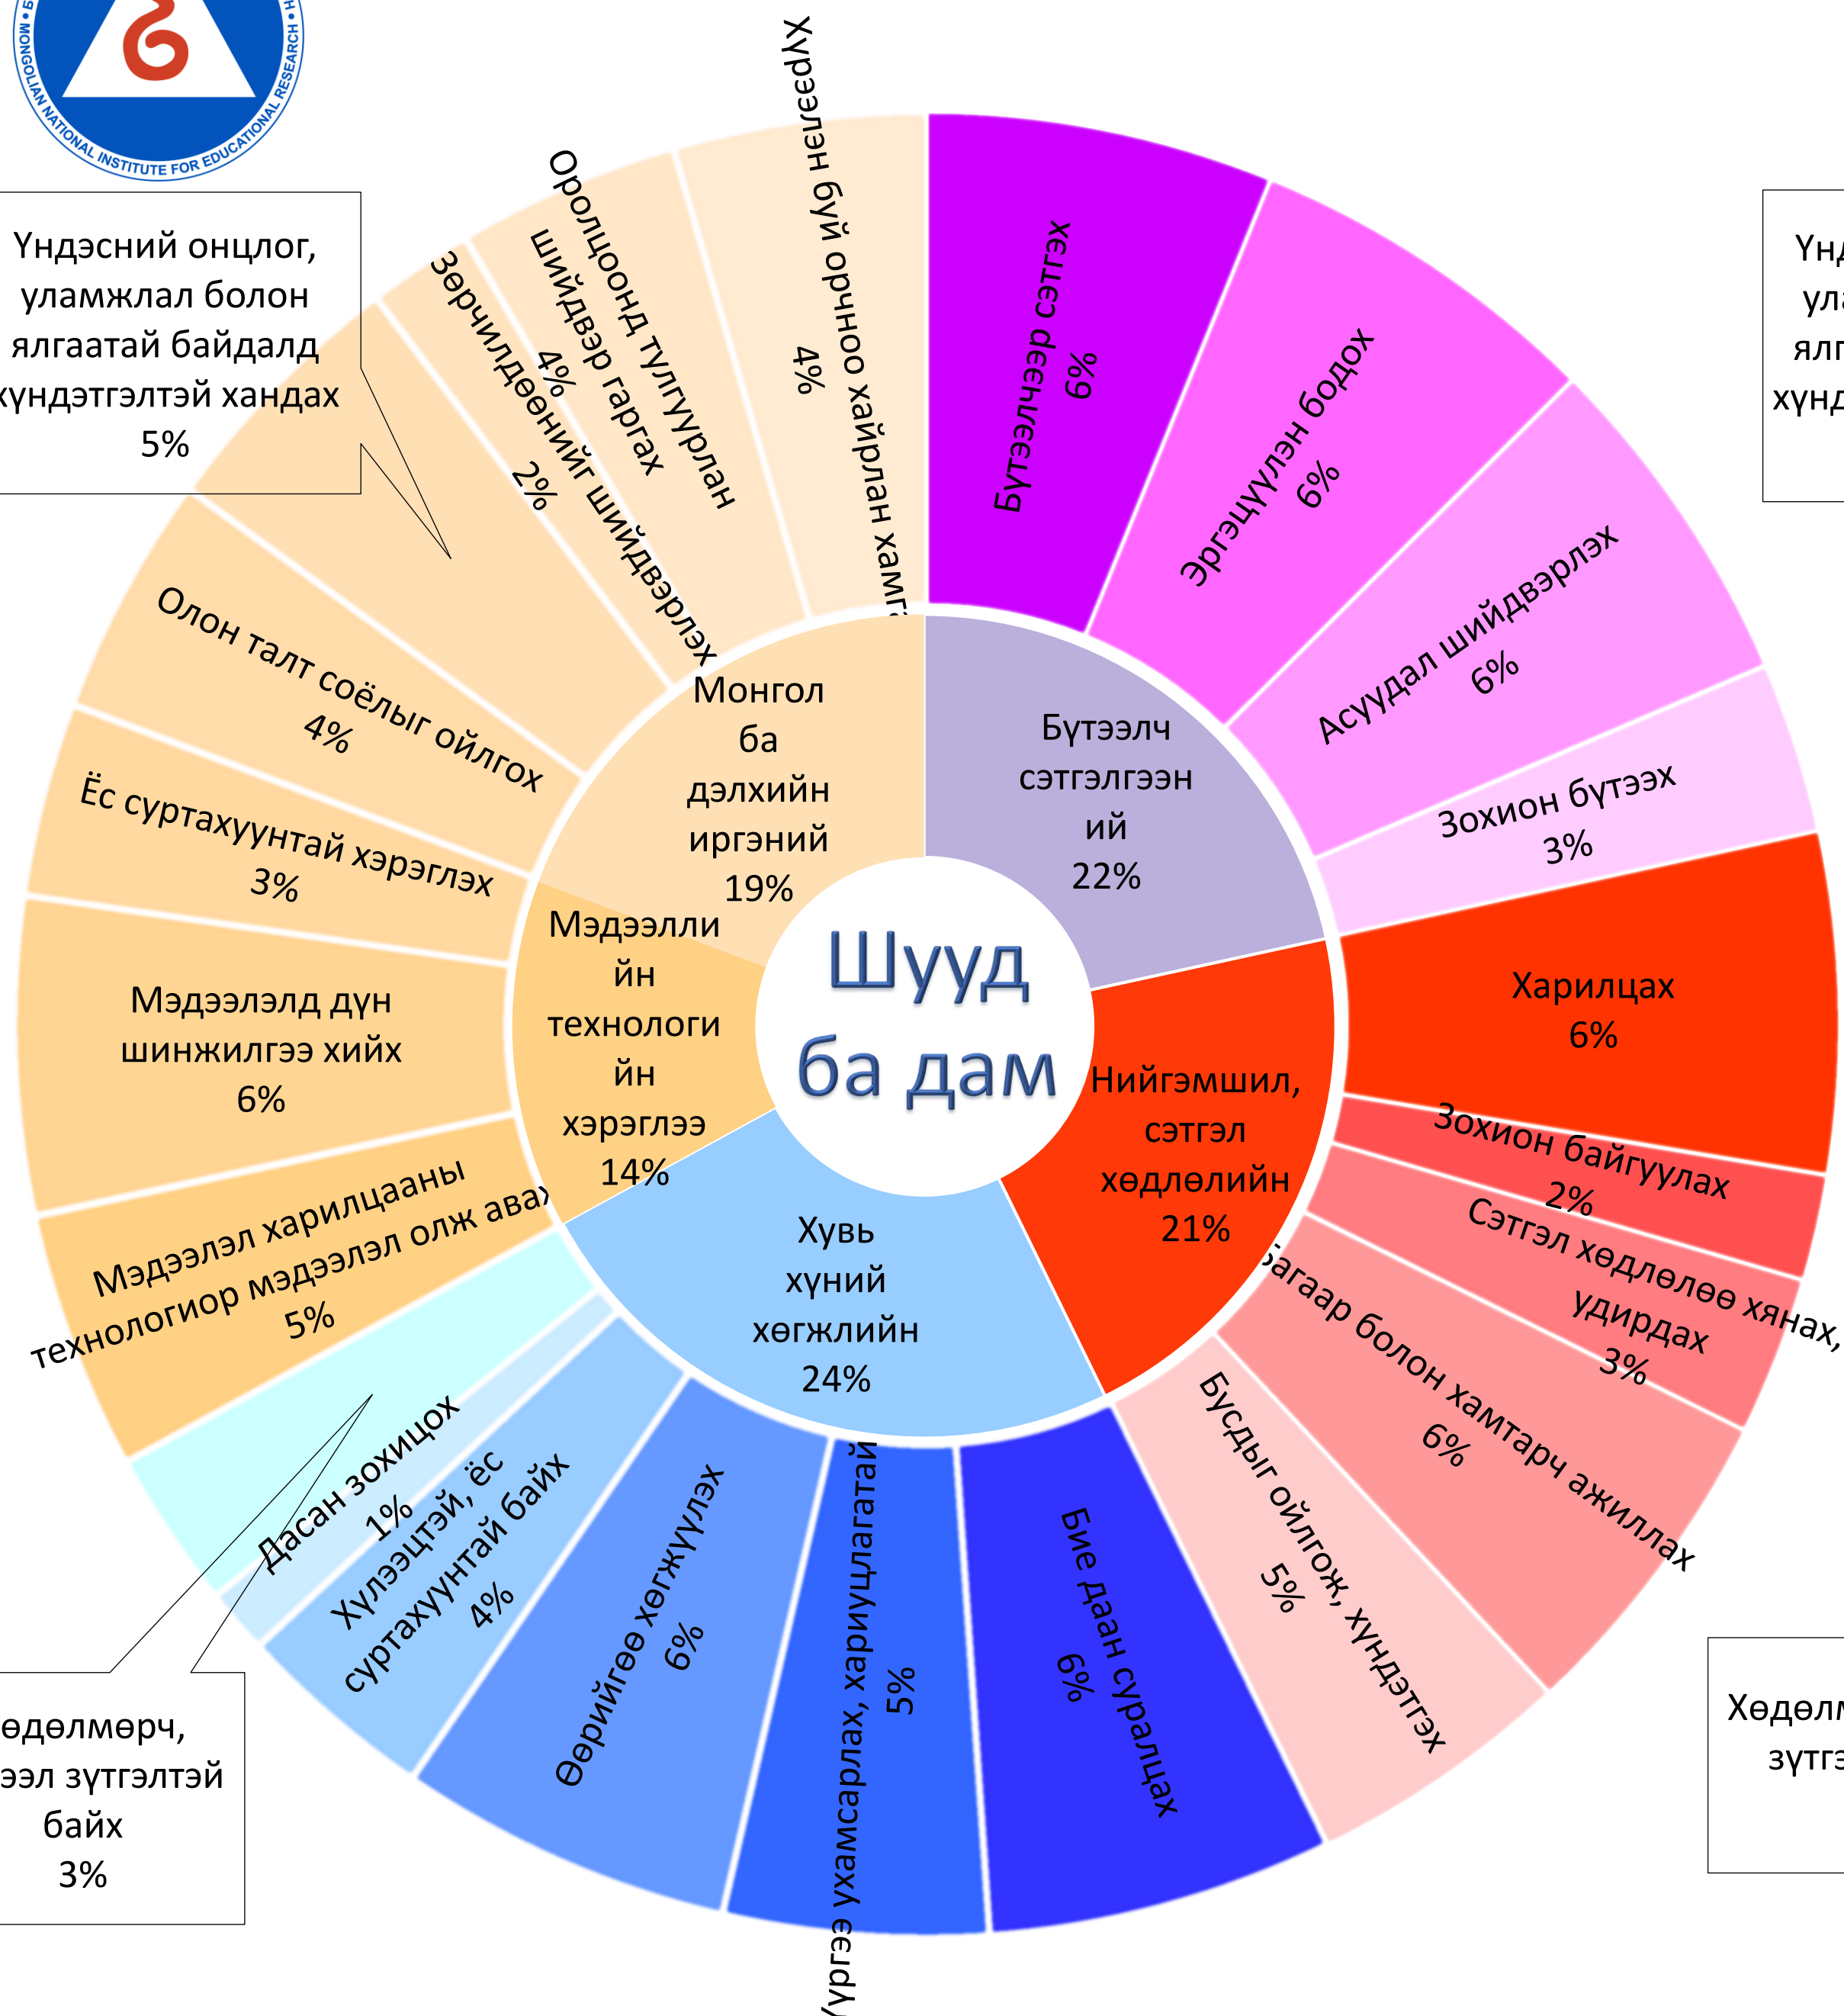 MONGOLIAN NATIONAL INSTITUTE FOR EDUCATIONAL RESEARCH
Үндэсний онцлог,
уламжлал болон
ялгаатай байдалд
хүндэтгэлтэй хандах
5%
Шууд
ба дам
Бүтээлч
сэтгэлгээн
ий
22%
Нийгэмшил,
сэтгэл
хөдлөлийн
21%
Хувь
хүний
хөгжлийн
24%
Мэдээлли
йн
технологи
йн
хэрэглээ
14%
Монгол
ба
дэлхийн
иргэний
19%
Бүтээлчээр сэтгэх
6%
Эргэцүүлэн бодох
6%
Асуудал шийдвэрлэх
6%
Зохион бүтээх
3%
Харилцах
6%
Зохион байгуулах
2%
Сэтгэл хөдлөлөө хянах,
удирдах
3%
Багаар болон хамтарч ажиллах
6%
Бусдыг ойлгож, хүндэтгэх
5%
Бие даан суралцах
6%
ухамсарлах, хариуцлагатай
5%
Өөрийгөө хөгжүүлэх
6%
Хүлээцтэй, ёс
суртахуунтай байх
4%
Дасан зохицох
1%
зүтгэлтэй
байх
3%
Мэдээлэл харилцааны
технологиор мэдээлэл олж авах
5%
Мэдээлэлд дүн
шинжилгээ хийх
6%
Ёс суртахуунтай хэрэглэх
3%
Олон талт соёлыг ойлгох
4%
Зөрчилдөөнийг шийдвэрлэх
2%
Оролцоонд тулгуурлан
шийдвэр гаргах
4%
Хүрээлэн буй орчноо хайрлан
4%